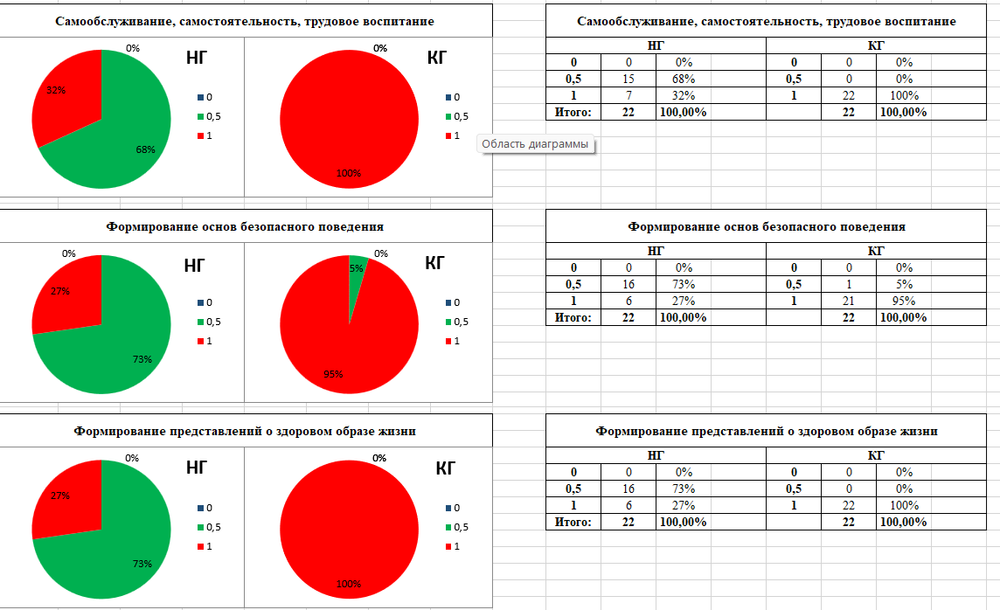 Самообслуживание, самостоятельность, трудовое воспитание
0%
НГ
32%
68%
0
0,5
1
0%
КГ
100%
0
0,5
1
Область диаграммы
Самообслуживание, самостоятельность, трудовое воспитание
НГ КГ
0 0 0% 0 0 0%
0,5 15 68% 0,5 0 0%
1 7 32% 1 22 100%
Итого: 22 100,00% 22 100,00%
Формирование основ безопасного поведения
0%
НГ
27%
73%
0
0,5
1
0%
КГ
5%
95%
0
0,5
1
Формирование основ безопасного поведения
НГ КГ
0 0 0% 0 0 0%
0,5 16 73% 0,5 1 5%
1 6 27% 1 21 95%
Итого: 22 100,00% 22 100,00%
Формирование представлений о здоровом образе жизни
0%
НГ
27%
73%
0
0,5
1
0%
КГ
100%
0
0,5
1
Формирование представлений о здоровом образе жизни
НГ КГ
0 0 0% 0 0 0%
0,5 16 73% 0,5 0 0%
1 6 27% 1 22 100%
Итого: 22 100,00% 22 100,00%